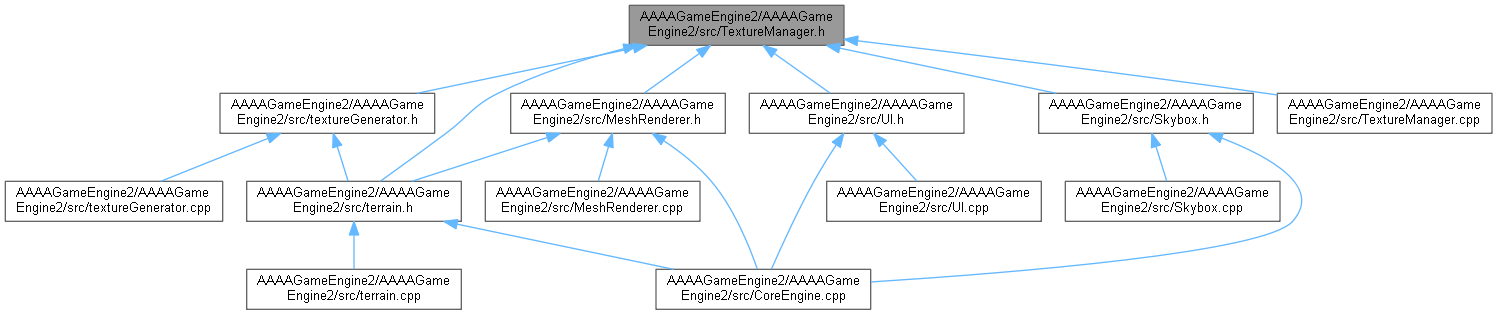 AAAAGameEngine2/AAAAGame
Engine2/src/TextureManager.h
AAAAGameEngine2/AAAAGame
Engine2/src/textureGenerator.h
AAAAGameEngine2/AAAAGame
Engine2/src/MeshRenderer.h
AAAAGameEngine2/AAAAGame
Engine2/src/UI.h
AAAAGameEngine2/AAAAGame
Engine2/src/Skybox.h
AAAAGameEngine2/AAAAGame
Engine2/src/TextureManager.cpp
AAAAGameEngine2/AAAAGame
Engine2/src/textureGenerator.cpp
AAAAGameEngine2/AAAAGame
Engine2/src/terrain.h
AAAAGameEngine2/AAAAGame
Engine2/src/MeshRenderer.cpp
AAAAGameEngine2/AAAAGame
Engine2/src/UI.cpp
AAAAGameEngine2/AAAAGame
Engine2/src/Skybox.cpp
AAAAGameEngine2/AAAAGame
Engine2/src/terrain.cpp
AAAAGameEngine2/AAAAGame
Engine2/src/CoreEngine.cpp